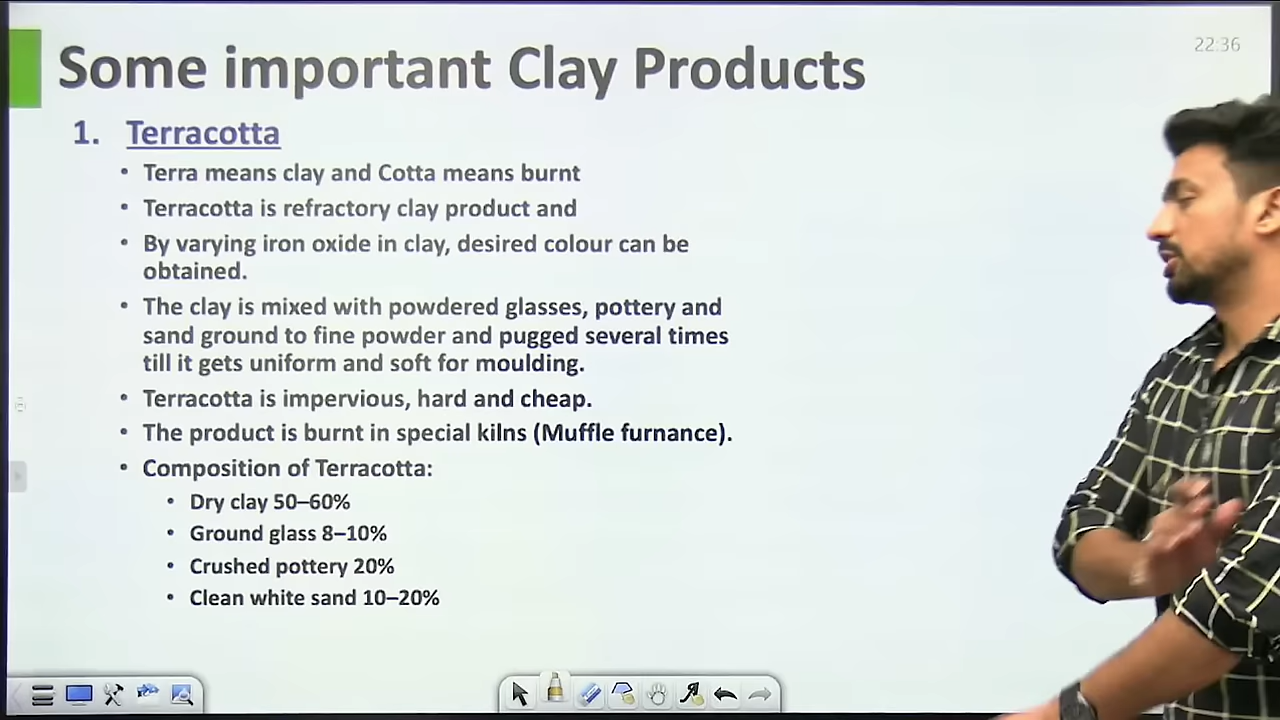 Some important Clay Products
22:36
1. Terracotta
• Terra means clay and Cotta means burnt
• Terracotta is refractory clay product and
• By varying iron oxide in clay, desired colour can be
obtained.
• The clay is mixed with powdered glasses, pottery and
sand ground to fine powder and pugged several times
till it gets uniform and soft for moulding.
• Terracotta is impervious, hard and cheap.
• The product is burnt in special kilns (Muffle furnance).
• Composition of Terracotta:
• Dry clay 50–60%
• Ground glass 8–10%
• Crushed pottery 20%
• Clean white sand 10–20%